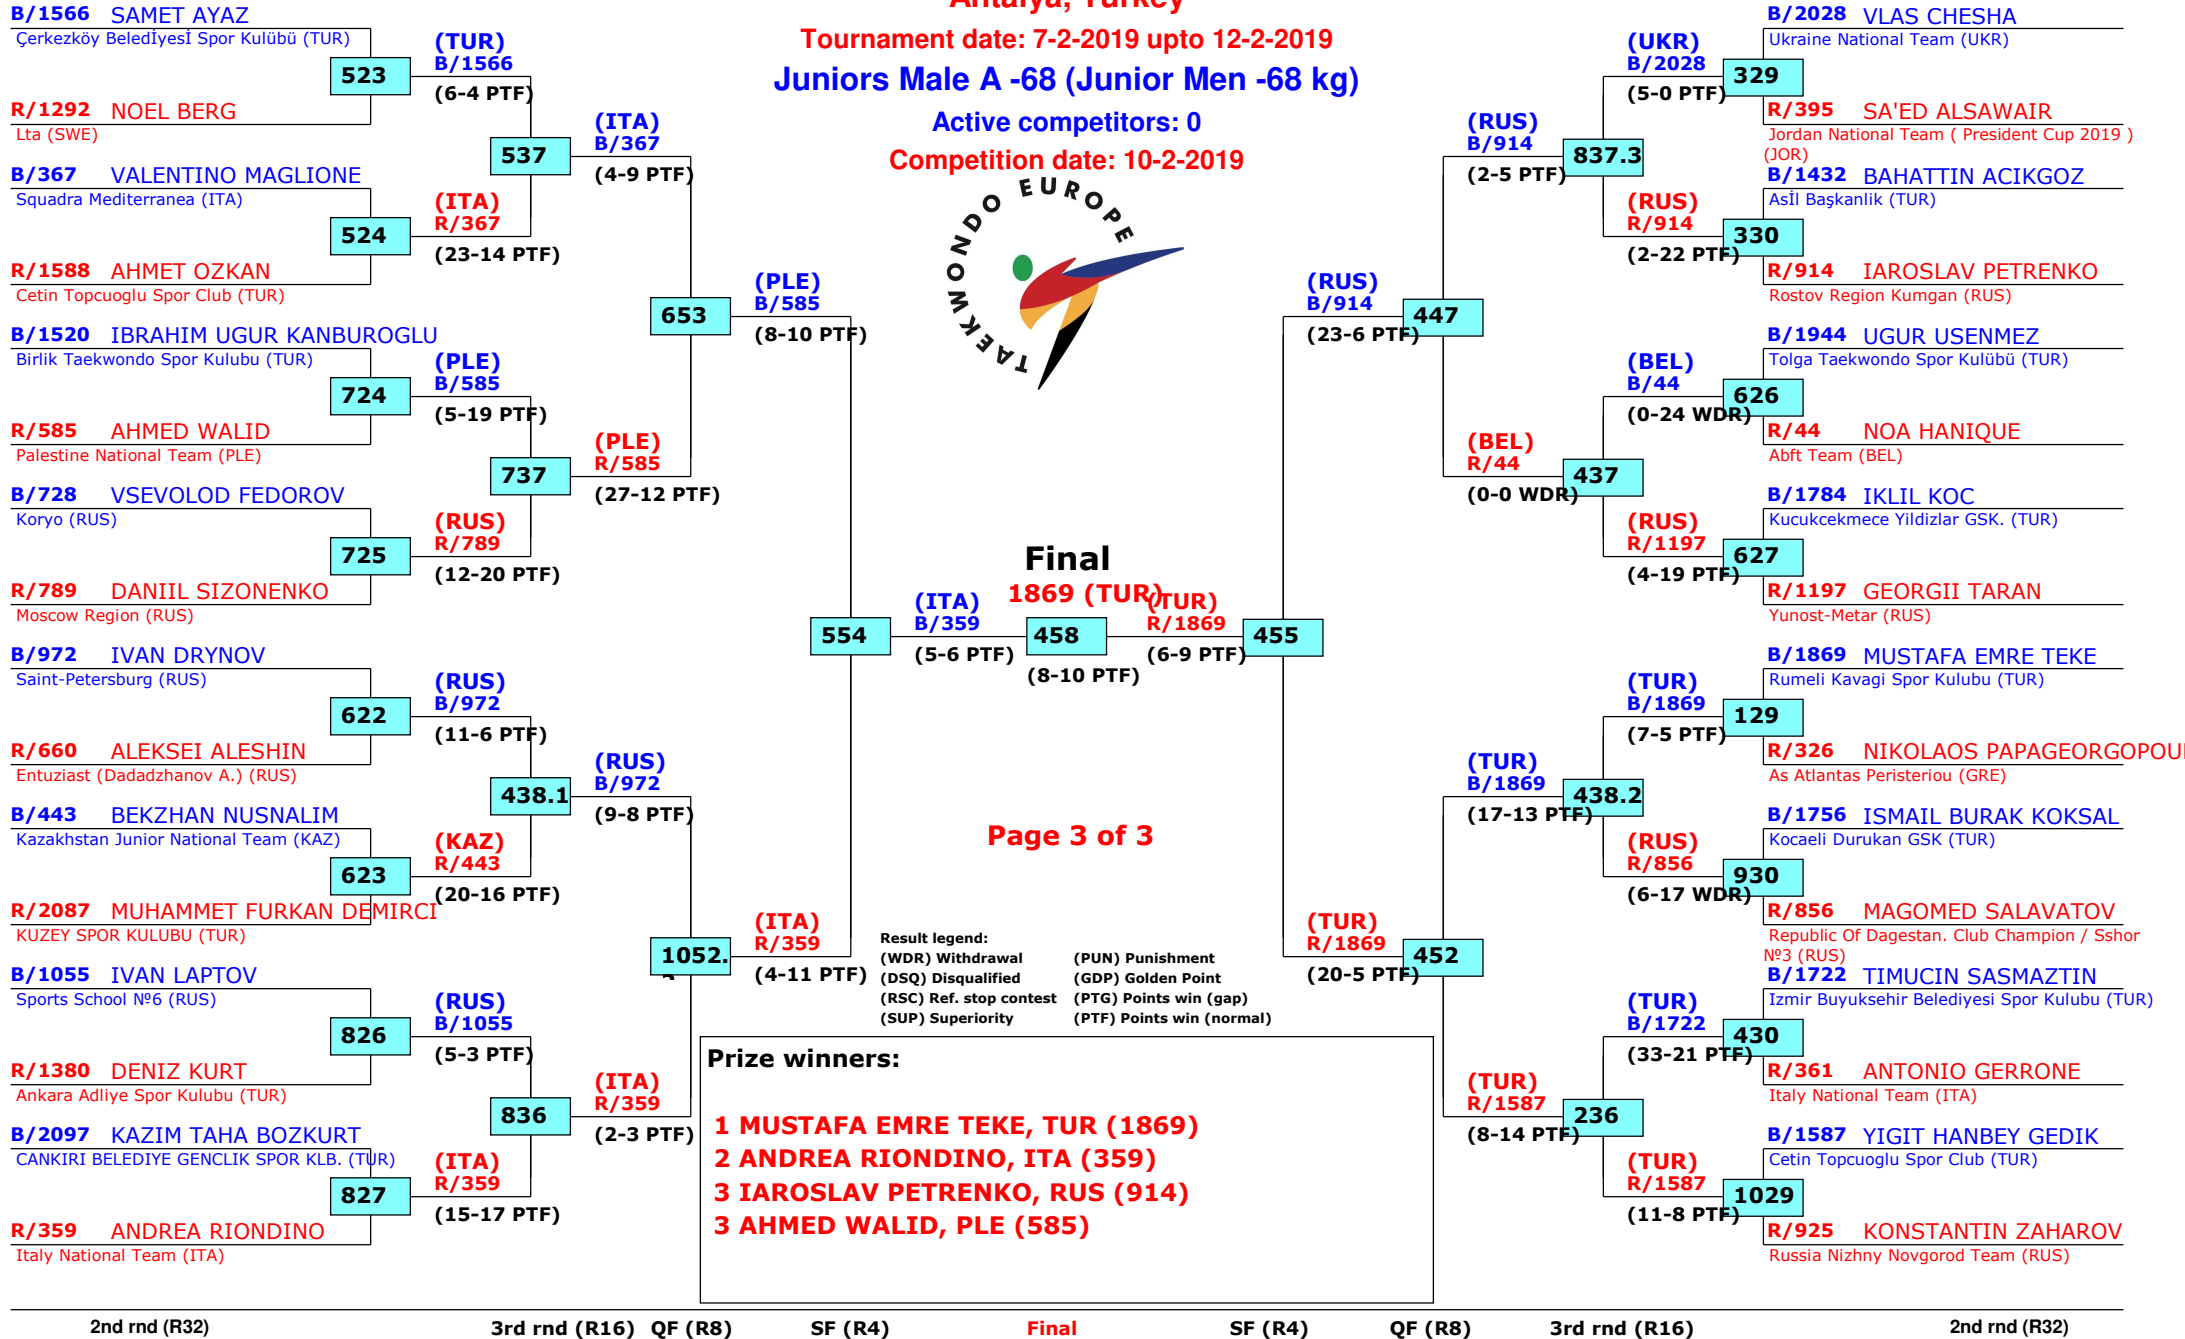 Antalya, Turkey
Tournament date: 7-2-2019 upto 12-2-2019
Juniors Male A -68 (Junior Men -68 kg)
Active competitors: 0
Competition date: 10-2-2019
TAEKWONDO EUROPE
B/1566 SAMET AYAZ
Çerkezköy Beledİyesİ Spor Kulübü (TUR)
523
R/1292 NOEL BERG
Lta (SWE)
B/367 VALENTINO MAGLIONE
Squadra Mediterranea (ITA)
524
R/1588 AHMET OZKAN
Cetin Topcuoglu Spor Club (TUR)
B/1520 IBRAHIM UGUR KANBUROGLU
Birlik Taekwondo Spor Kulubu (TUR)
724
R/585 AHMED WALID
Palestine National Team (PLE)
B/728 VSEVOLOD FEDOROV
Koryo (RUS)
725
R/789 DANIIL SIZONENKO
Moscow Region (RUS)
B/972 IVAN DRYNOV
Saint-Petersburg (RUS)
622
R/660 ALEKSEI ALESHIN
Entuziast (Dadadzhanov A.) (RUS)
B/443 BEKZHAN NUSNALIM
Kazakhstan Junior National Team (KAZ)
623
R/2087 MUHAMMET FURKAN DEMIRCI
KUZEY SPOR KULUBU (TUR)
B/1055 IVAN LAPTOV
Sports School №6 (RUS)
826
R/1380 DENIZ KURT
Ankara Adliye Spor Kulubu (TUR)
B/2097 KAZIM TAHA BOZKURT
CANKIRI BELEDIYE GENCLIK SPOR KLB. (TUR)
827
R/359 ANDREA RIONDINO
Italy National Team (ITA)
(TUR)
B/1566
(6-4 PTF)
537
(ITA)
R/367
(23-14 PTF)
(PLE)
B/585
(5-19 PTF)
737
(RUS)
R/789
(12-20 PTF)
(RUS)
B/972
(11-6 PTF)
438.1
(KAZ)
R/443
(20-16 PTF)
(RUS)
B/1055
(5-3 PTF)
836
(ITA)
R/359
(15-17 PTF)
(ITA)
B/367
(4-9 PTF)
653
(PLE)
R/585
(27-12 PTF)
(RUS)
B/972
(9-8 PTF)
1052.
(ITA)
R/359
(2-3 PTF)
(PLE)
B/585
(8-10 PTF)
554
(ITA)
R/359
(4-11 PTF)
(ITA)
B/359
(5-6 PTF)
Final
1869 (TUR)
458
(8-10 PTF)
(TUR)
R/1869
(6-9 PTF)
455
(RUS)
B/914
(23-6 PTF)
447
(TUR)
R/1869
(20-5 PTF)
452
(RUS)
B/914
(2-5 PTF)
837.3
(BEL)
R/44
(0-0 WDR)
437
(TUR)
B/1869
(17-13 PTF)
438.2
(TUR)
R/1587
(8-14 PTF)
236
(UKR)
B/2028
(5-0 PTF)
329
(RUS)
R/914
(2-22 PTF)
330
(BEL)
B/44
(0-24 WDR)
626
(RUS)
R/1197
(4-19 PTF)
627
(TUR)
B/1869
(7-5 PTF)
129
(RUS)
R/856
(6-17 WDR)
930
(TUR)
B/1722
(33-21 PTF)
430
(TUR)
R/1587
(11-8 PTF)
1029
B/2028 VLAS CHESHA
Ukraine National Team (UKR)
R/395 SA'ED ALSAWAIR
Jordan National Team ( President Cup 2019 )
(JOR)
B/1432 BAHATTIN ACIKGOZ
Asİl Başkanlik (TUR)
R/914 IAROSLAV PETRENKO
Rostov Region Kumgan (RUS)
B/1944 UGUR USENMEZ
Tolga Taekwondo Spor Kulübü (TUR)
R/44 NOA HANIQUE
Abft Team (BEL)
B/1784 IKLIL KOC
Kucukcekmece Yildizlar GSK. (TUR)
R/1197 GEORGII TARAN
Yunost-Metar (RUS)
B/1869 MUSTAFA EMRE TEKE
Rumeli Kavagi Spor Kulubu (TUR)
R/326 NIKOLAOS PAPAGEORGOPOU
As Atlantas Peristeriou (GRE)
B/1756 ISMAIL BURAK KOKSAL
Kocaeli Durukan GSK (TUR)
R/856 MAGOMED SALAVATOV
Republic Of Dagestan. Club Champion / Sshor
№3 (RUS)
B/1722 TIMUCIN SASMAZTIN
Izmir Buyuksehir Belediyesi Spor Kulubu (TUR)
R/361 ANTONIO GERRONE
Italy National Team (ITA)
B/1587 YIGIT HANBEY GEDIK
Cetin Topcuoglu Spor Club (TUR)
R/925 KONSTANTIN ZAHAROV
Russia Nizhny Novgorod Team (RUS)
Page 3 of 3
Result legend:
(WDR) Withdrawal (PUN) Punishment
(DSQ) Disqualified (GDP) Golden Point
(RSC) Ref. stop contest (PTG) Points win (gap)
(SUP) Superiority (PTF) Points win (normal)
Prize winners:
1 MUSTAFA EMRE TEKE, TUR (1869)
2 ANDREA RIONDINO, ITA (359)
3 IAROSLAV PETRENKO, RUS (914)
3 AHMED WALID, PLE (585)
2nd rnd (R32) 3rd rnd (R16) QF (R8) SF (R4) Final SF (R4) QF (R8) 3rd rnd (R16) 2nd rnd (R32)